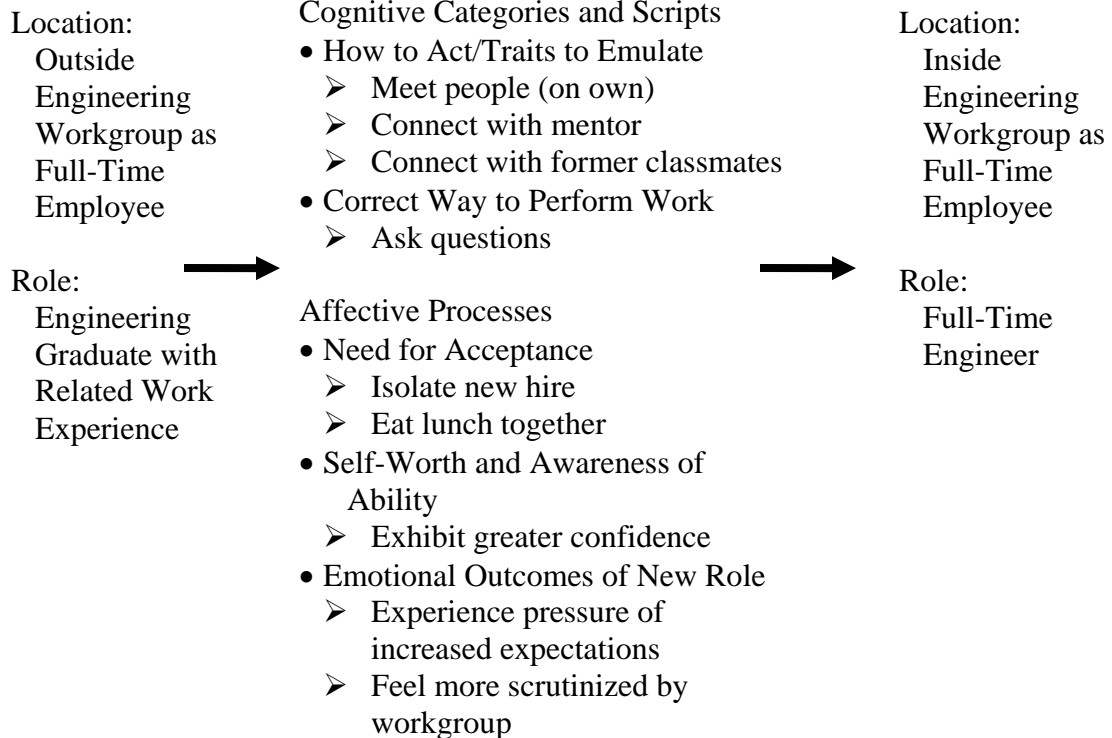 Location:
Outside
Engineering
Workgroup as
Full-Time
Employee
Role:
Engineering
Graduate with
Related Work
Experience
Cognitive Categories and Scripts
• How to Act/Traits to Emulate
➢ Meet people (on own)
➢ Connect with mentor
➢ Connect with former classmates
• Correct Way to Perform Work
➢ Ask questions
Affective Processes
• Need for Acceptance
➢ Isolate new hire
➢ Eat lunch together
• Self-Worth and Awareness of
Ability
➢ Exhibit greater confidence
• Emotional Outcomes of New Role
➢ Experience pressure of
increased expectations
➢ Feel more scrutinized by
workgroup
Location:
Inside
Engineering
Workgroup as
Full-Time
Employee
Role:
Full-Time
Engineer